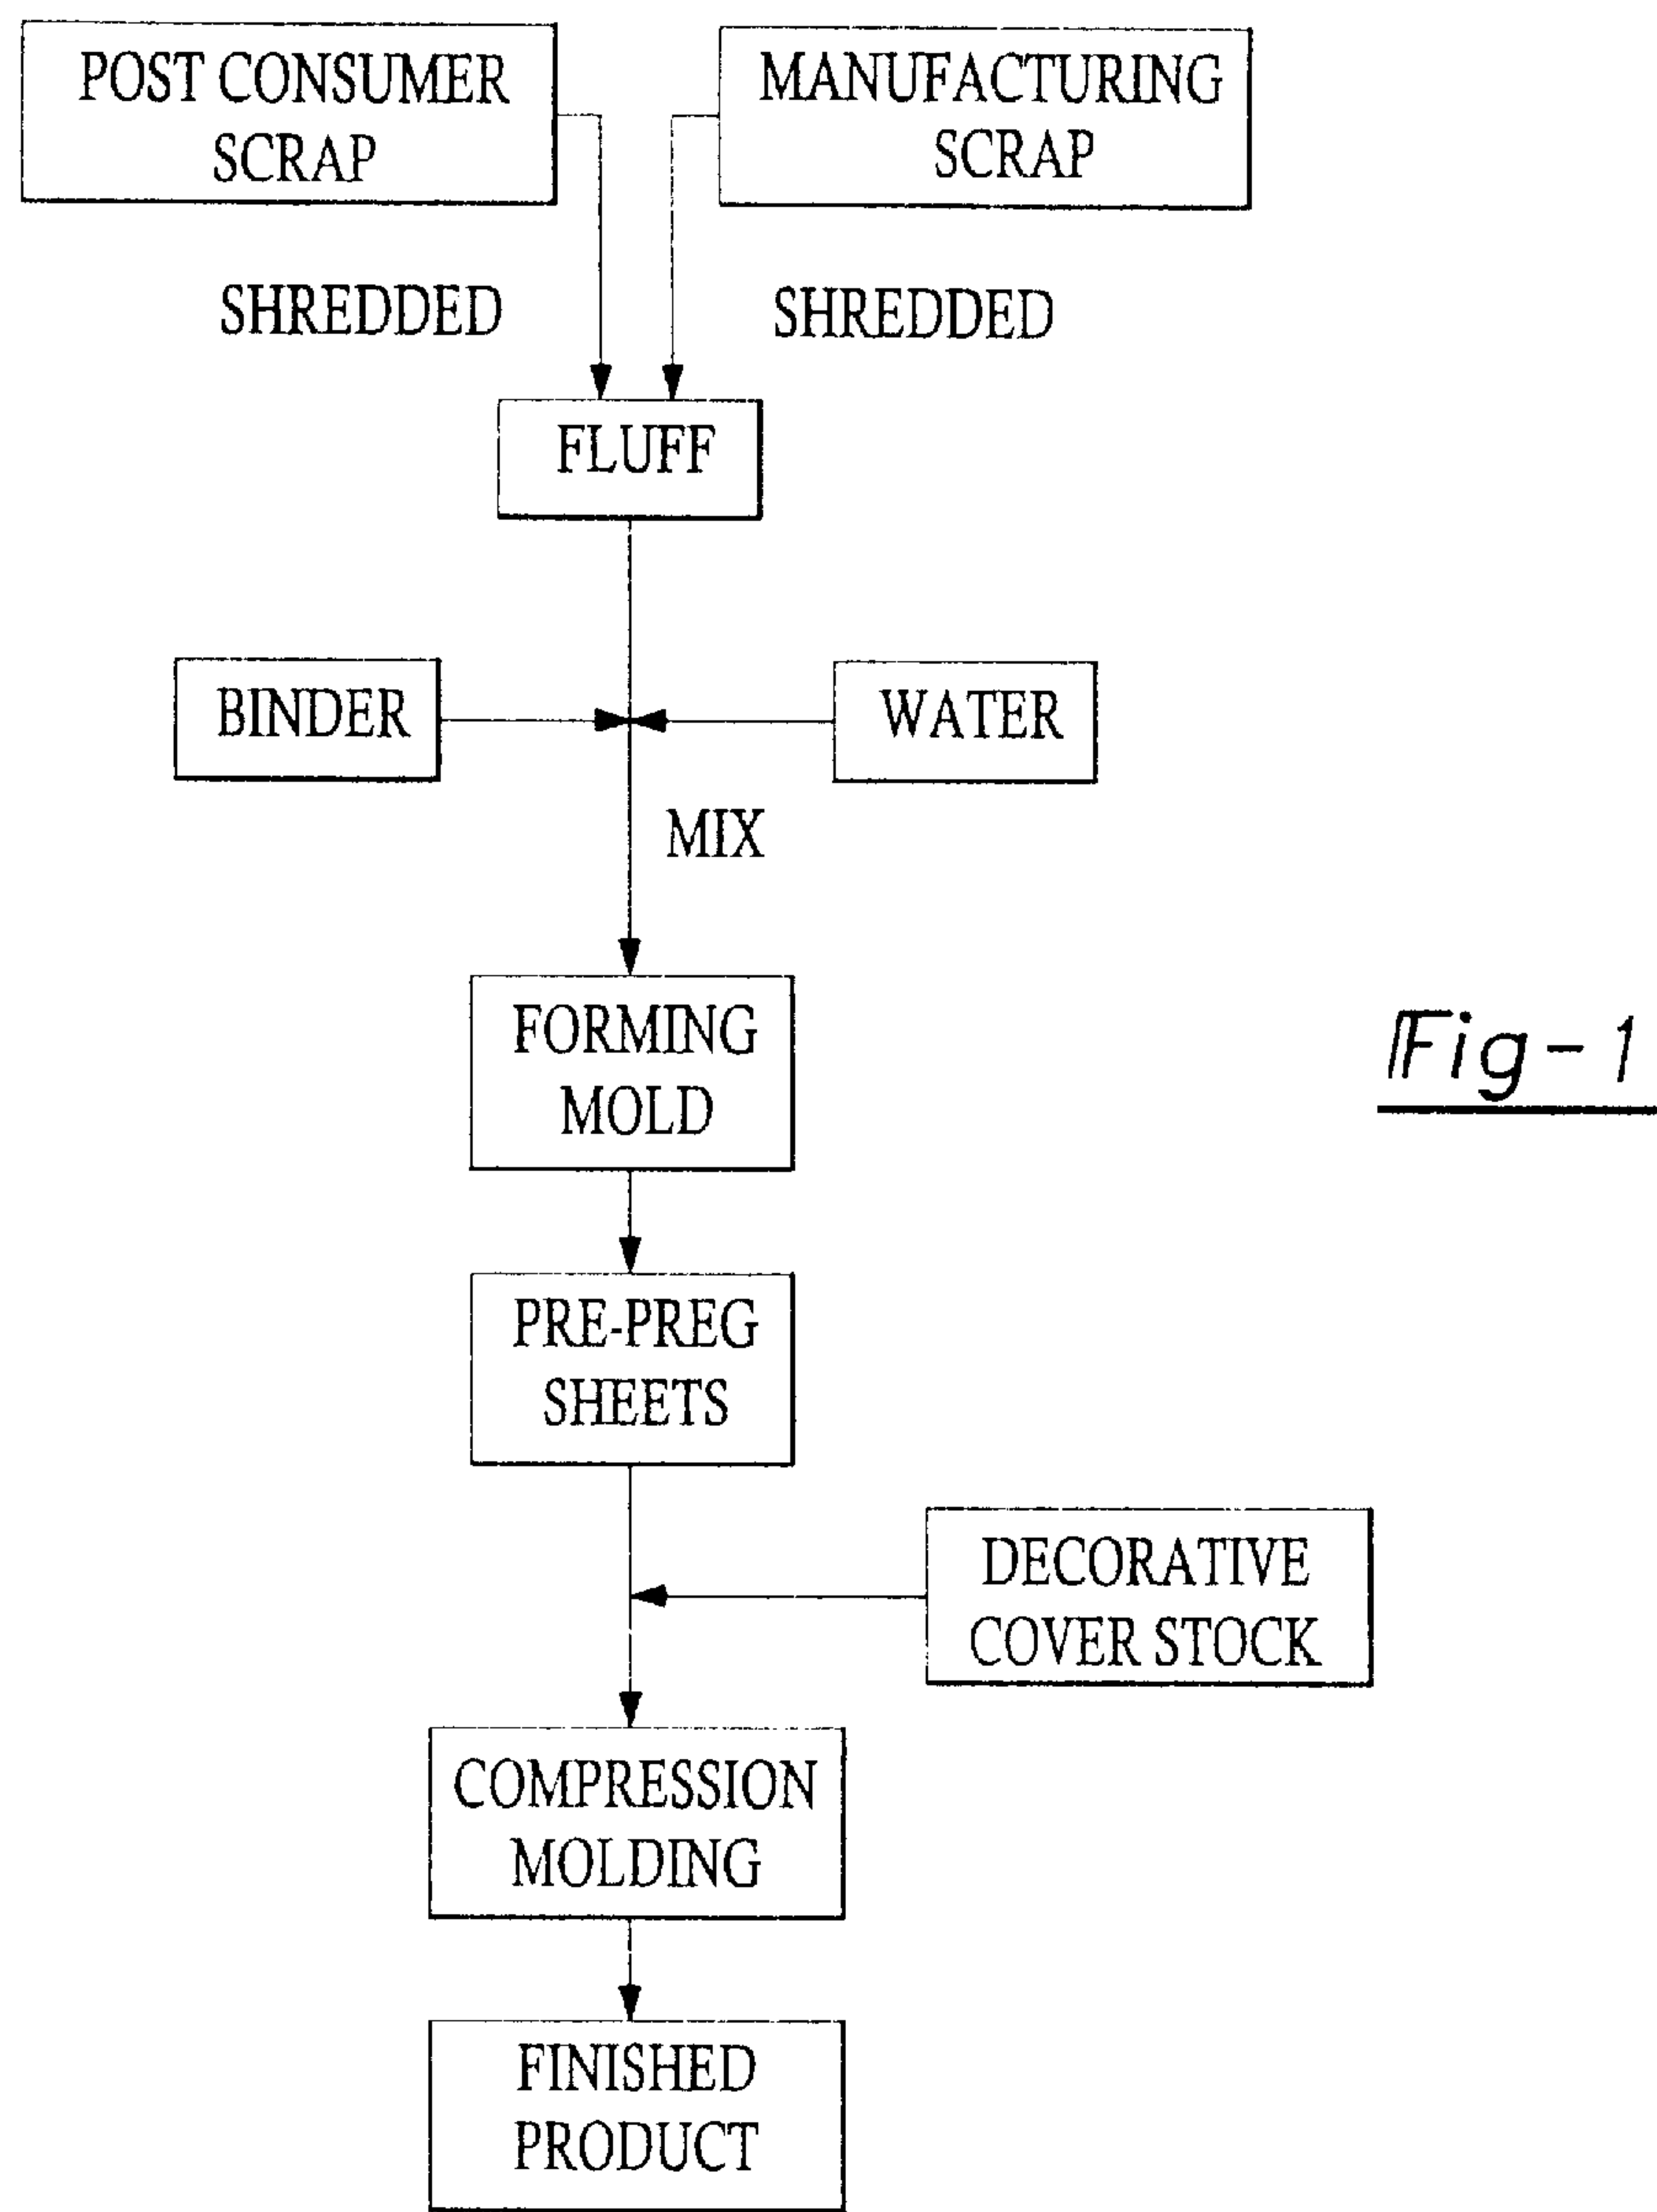 POST CONSUMER
SCRAP
MANUFACTURING
SCRAP
SHREDDED
SHREDDED
FLUFF
BINDER
WATER
MIX
FORMING
MOLD
Fig-1
PRE-PREG
SHEETS
DECORATIVE
COVER STOCK
COMPRESSION
MOLDING
FINISHED
PRODUCT